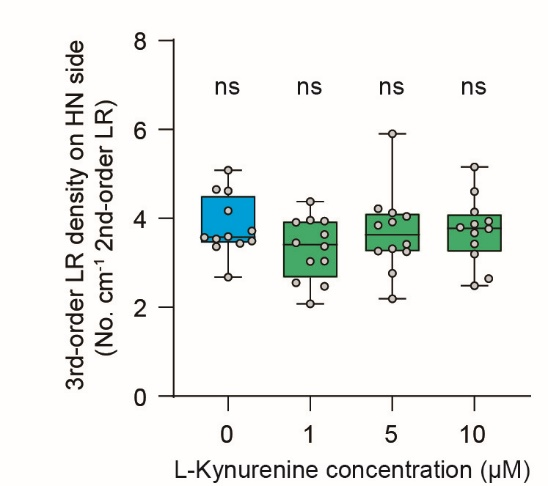 3rd-order LR density on HN side
(No. cm⁻¹ 2nd-order LR)
8
6
4
2
0
ns ns ns ns
0 1 5 10
L-Kynurenine concentration (µM)